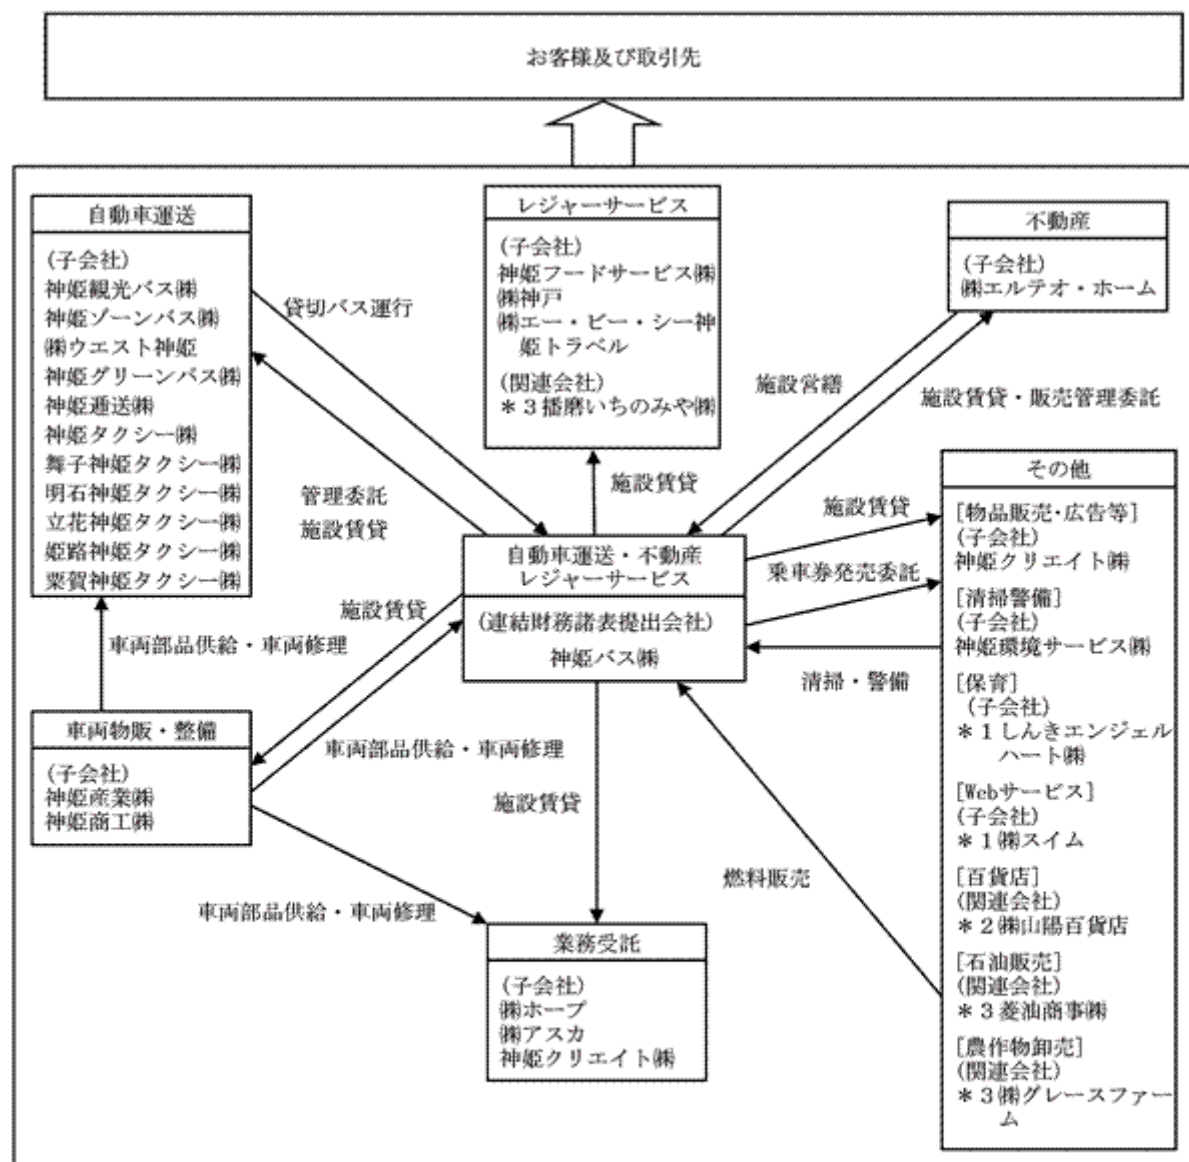 お客様及び取引先
自動車運送
(子会社)
神姫観光バス㈱
神姫ゾーンバス㈱
㈱ウエスト神姫
神姫グリーンバス㈱
神姫逓送㈱
神姫タクシー㈱
舞子神姫タクシー㈱
明石神姫タクシー㈱
立花神姫タクシー㈱
姫路神姫タクシー㈱
粟賀神姫タクシー㈱
貸切バス運行
レジャーサービス
(子会社)
神姫フードサービス㈱
㈱神戸
㈱エー・ビー・シー神
姫トラベル
(関連会社)
＊3播磨いちのみや㈱
不動産
(子会社)
㈱エルテオ・ホーム
施設営繕
施設賃貸・販売管理委託
管理委託
施設賃貸
施設賃貸
施設賃貸
乗車券発売委託
清掃・警備
自動車運送・不動産
レジャーサービス
(連結財務諸表提出会社)
神姫バス㈱
施設賃貸
車両部品供給・車両修理
車両物販・整備
(子会社)
神姫産業㈱
神姫商工㈱
車両部品供給・車両修理
施設賃貸
車両部品供給・車両修理
燃料販売
業務受託
(子会社)
㈱ホープ
㈱アスカ
神姫クリエイト㈱
その他
[物品販売・広告等]
(子会社)
神姫クリエイト㈱
[清掃警備]
(子会社)
神姫環境サービス㈱
[保育]
(子会社)
＊1しんきエンジェル
ハート㈱
[Webサービス]
(子会社)
＊1㈱スイム
[百貨店]
(関連会社)
＊2㈱山陽百貨店
[石油販売]
(関連会社)
＊3菱油商事㈱
[農作物卸売]
(関連会社)
＊3㈱グレースファー
ム